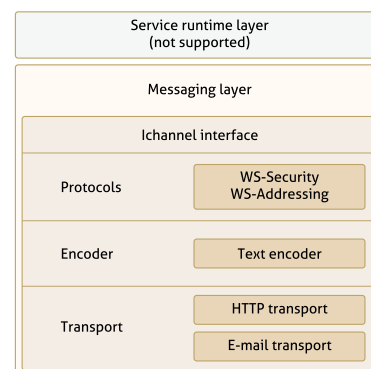 Service runtime layer
(not supported)
Messaging layer
Ichannel interface
Protocols
WS-Security
WS-Addressing
Encoder
Text encoder
Transport
HTTP transport
E-mail transport